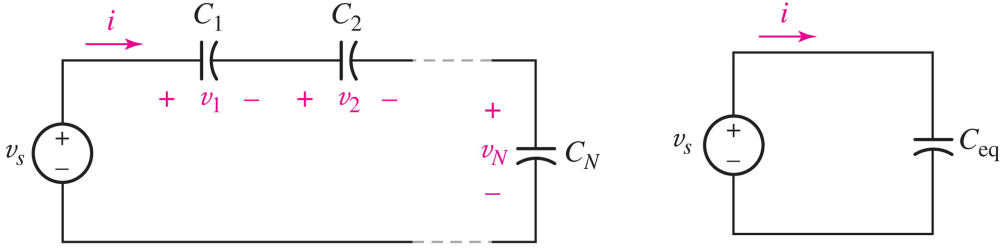 i
C1
C2
+ v1 −
+ v2 −
vs
+
−
+
vN
−
CN
i
vs
+
−
Ceq